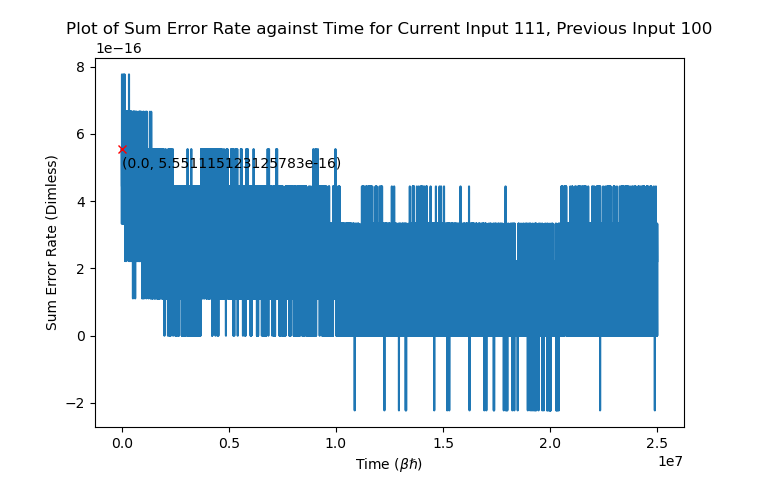 Plot of Sum Error Rate against Time for Current Input 111, Previous Input 100
1e−16
8
6
4
2
0
−2
Sum Error Rate (Dimless)
(0.0, 5.551115123125783e-16)
0.0 0.5 1.0 1.5 2.0 2.5
1e7
Time (βℏ)